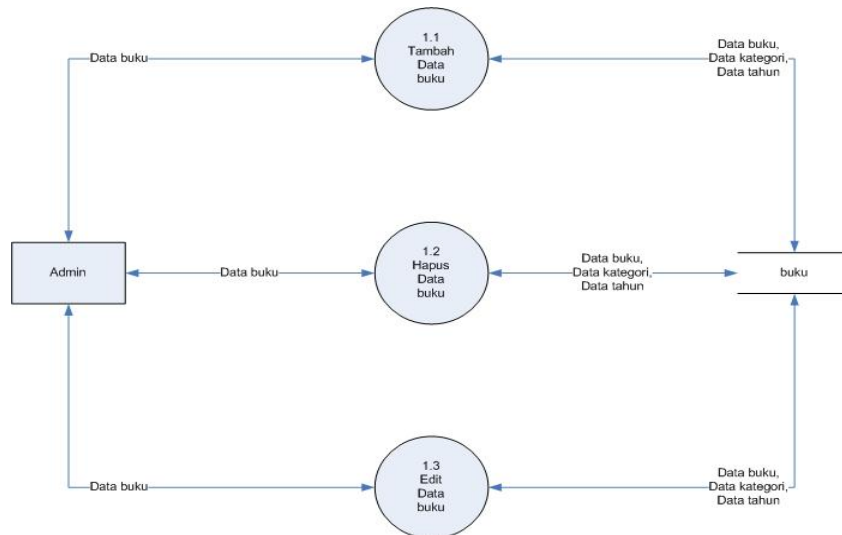 1.1
Tambah
Data
buku
Data buku
Data buku,
Data kategori,
Data tahun
Admin
Data buku
1.2
Hapus
Data
buku
Data buku,
Data kategori,
Data tahun
buku
Data buku
1.3
Edit
Data
buku
Data buku,
Data kategori,
Data tahun